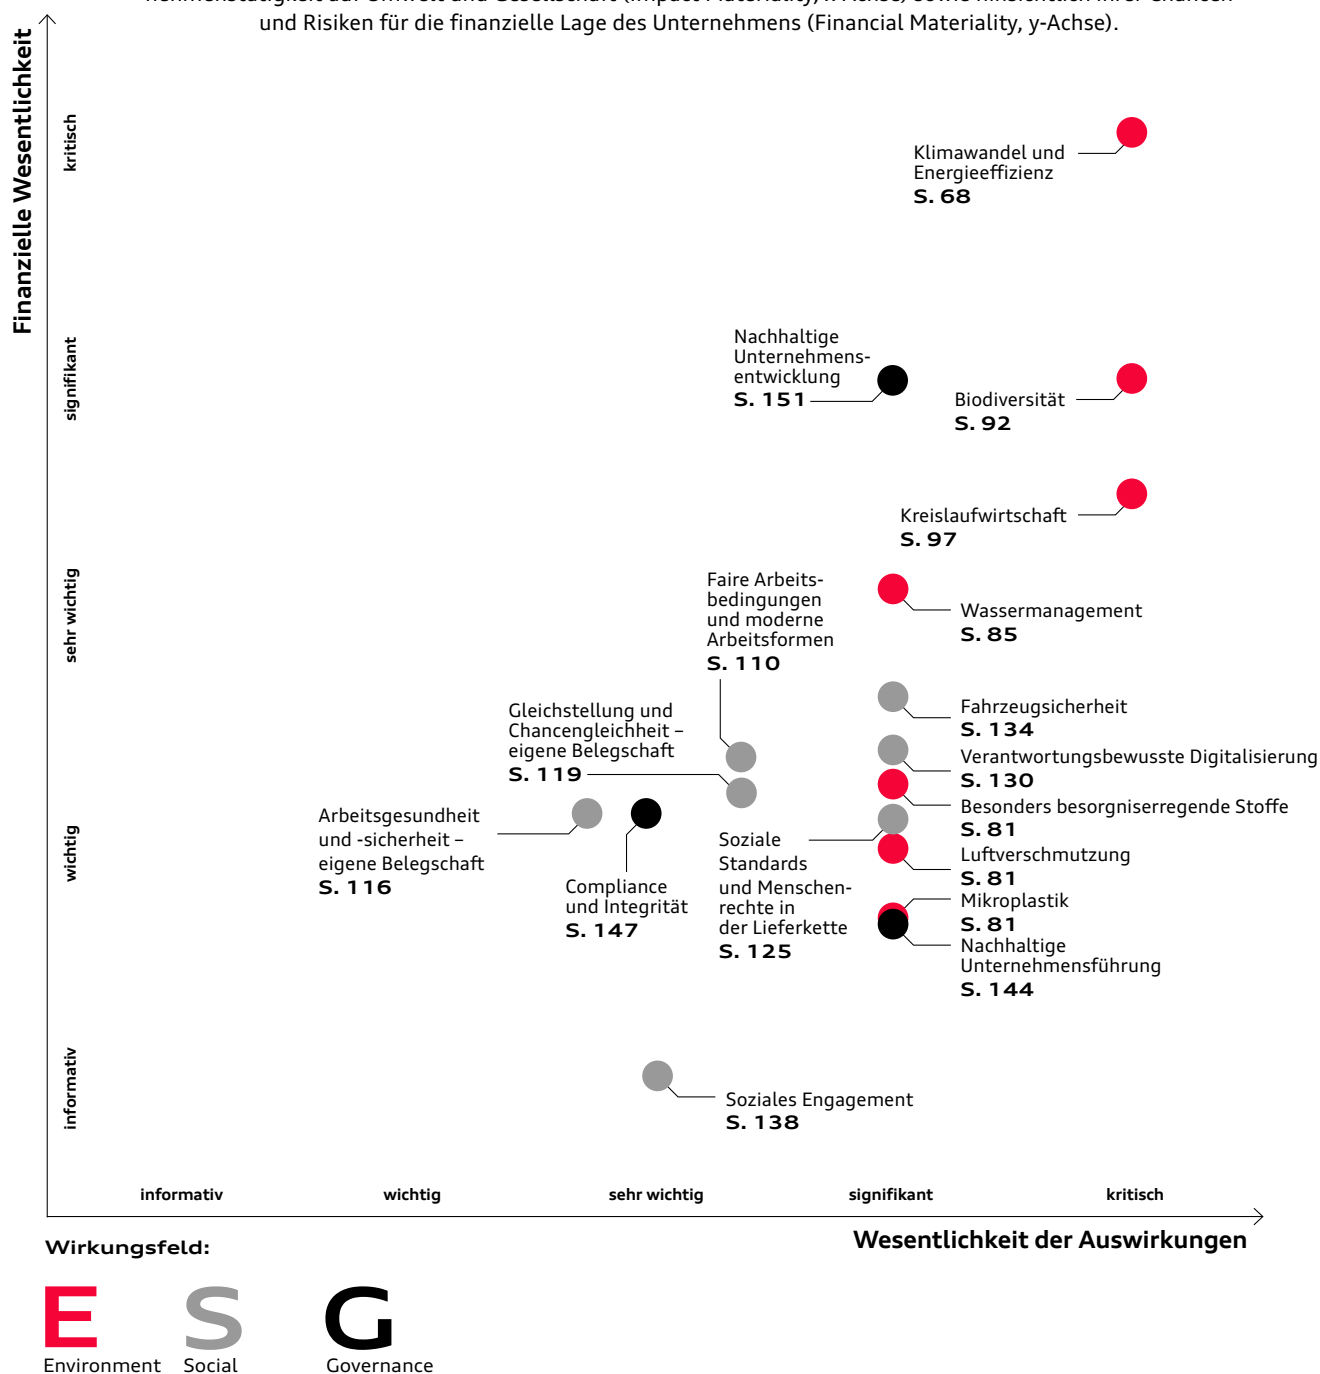 und Risiken für die finanzielle Lage des Unternehmens (Financial Materiality, y-Achse).
Finanzielle Wesentlichkeit
kritisch
signifikant
sehr wichtig
wichtig
informativ
Klimawandel und
Energieeffizienz
S. 68
Nachhaltige
Unternehmens-
entwicklung
S. 151
Biodiversität
S. 92
Kreislaufwirtschaft
S. 97
Faire Arbeits-
bedingungen
und moderne
Arbeitsformen
S. 110
Wassermanagement
S. 85
Gleichstellung und
Chancengleichheit –
eigene Belegschaft
S. 119
Fahrzeugsicherheit
S. 134
Verantwortungsbewusste Digitalisierung
S. 130
Besonders besorgniserregende Stoffe
S. 81
Arbeitsgesundheit
und -sicherheit –
eigene Belegschaft
S. 116
Compliance
und Integrität
S. 147
Soziale
Standards
und Menschen-
rechte in
der Lieferkette
S. 125
Luftverschmutzung
S. 81
Mikroplastik
S. 81
Nachhaltige
Unternehmensführung
S. 144
Soziales Engagement
S. 138
informativ
wichtig
sehr wichtig
signifikant
kritisch
Wesentlichkeit der Auswirkungen
Wirkungsfeld:
E
Environment
S
Social
G
Governance